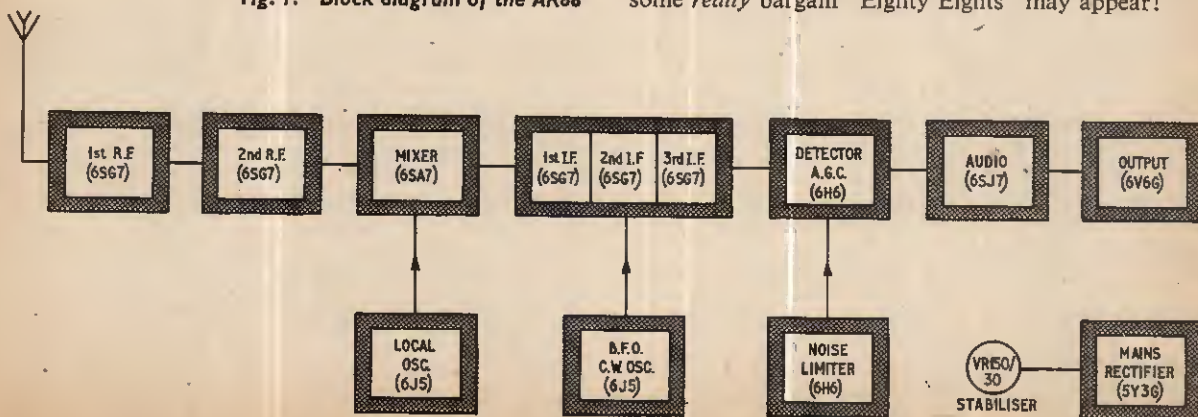 Fig. 1. Block diagram of the AR88
some really bargain "Eighty Eights" may appear!
1st R.F
(6SG7)
2nd R.F.
(6SG7)
MIXER
(6SA7)
1st I.F.
(6SG7)
2nd I.F
(6SG7)
3rd I.F.
(6SG7)
DETECTOR
A.G.C.
(6H6)
AUDIO
(6SJ7)
OUTPUT
(6V6G)
LOCAL
OSC.
(6J5)
B.F.O.
C.W. OSC.
(6J5)
NOISE
LIMITER
(6H6)
VR150/
30
STABILISER
MAINS
RECTIFIER
(5Y3G)